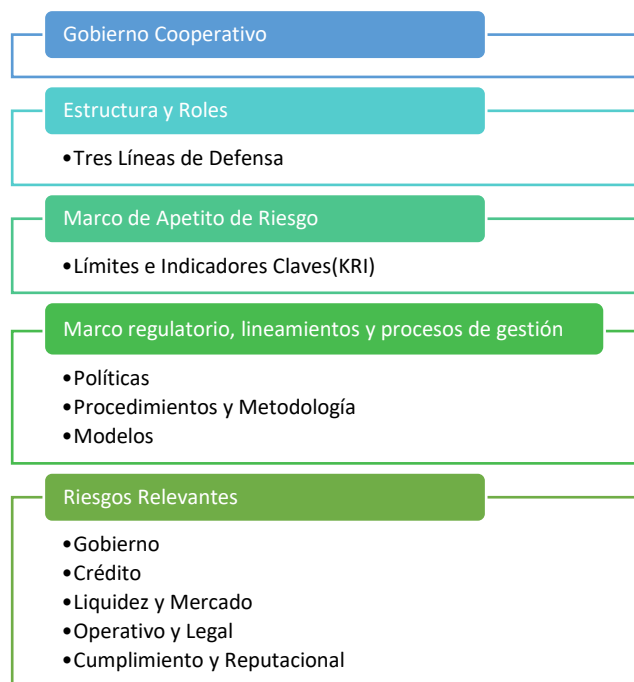 Gobierno Cooperativo
Estructura y Roles
•Tres Líneas de Defensa
Marco de Apetito de Riesgo
•Límites e Indicadores Claves(KRI)
Marco regulatorio, lineamientos y procesos de gestión
•Políticas
•Procedimientos y Metodología
•Modelos
Riesgos Relevantes
•Gobierno
•Crédito
•Liquidez y Mercado
•Operativo y Legal
•Cumplimiento y Reputacional